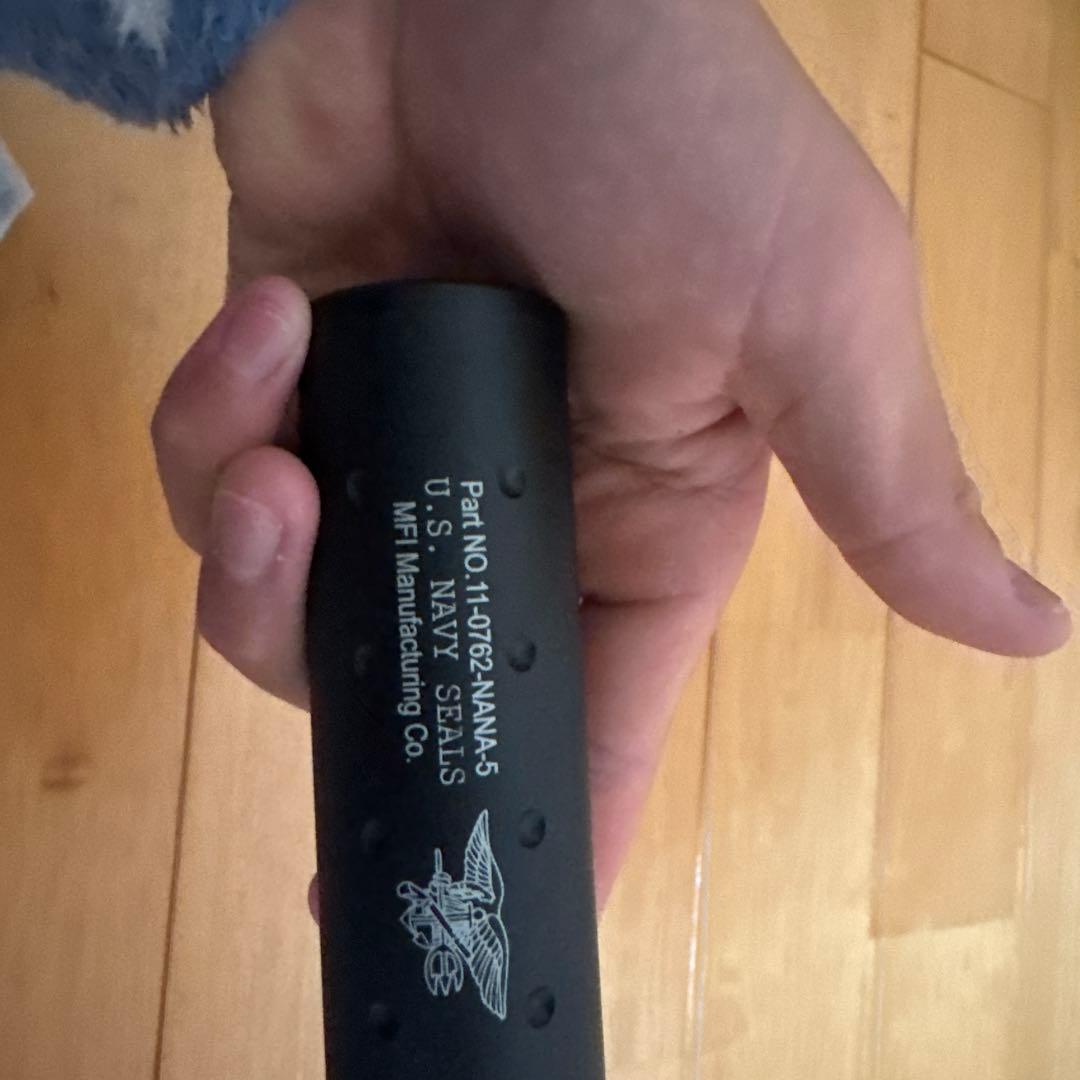 Part NO.11-0762-NANA-5
U.S. NAVY SEALS
MFI Manufacturing Co.